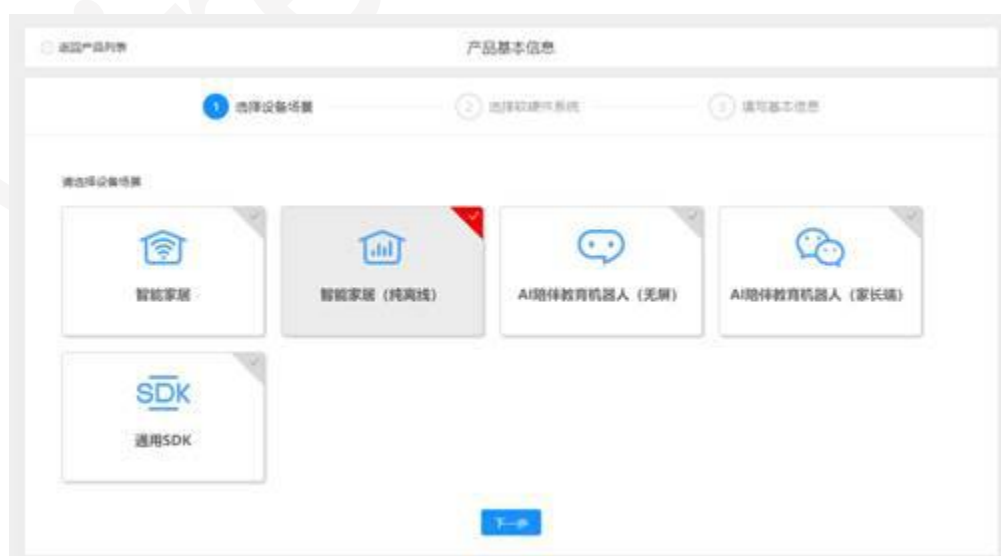 返回产品列表
产品基本信息
1 选择设备场景
2 选择软硬件系统
3 填写基本信息
请选择设备场景
智能家居
智能家居（纯离线）
AI陪伴教育机器人（无屏）
AI陪伴教育机器人（家长端）
SDK
通用SDK
下一步